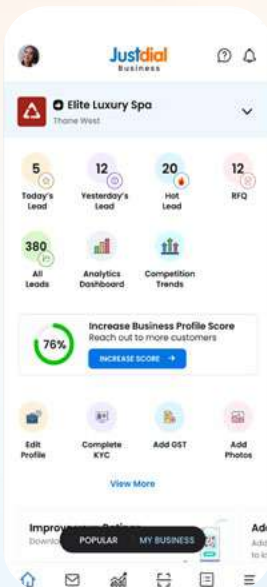 Justdial
Business
Elite Luxury Spa
Thane West
5
12
20
12
Today's
Lead
Yesterday's
Lead
Hot
Lead
RFQ
380
All
Leads
Analytics
Dashboard
Competition
Trends
76%
Increase Business Profile Score
Reach out to more customers
INCREASE SCORE →
Edit
Profile
Complete
KYC
Add GST
Add
Photos
View More
POPULAR
MY BUSINESS